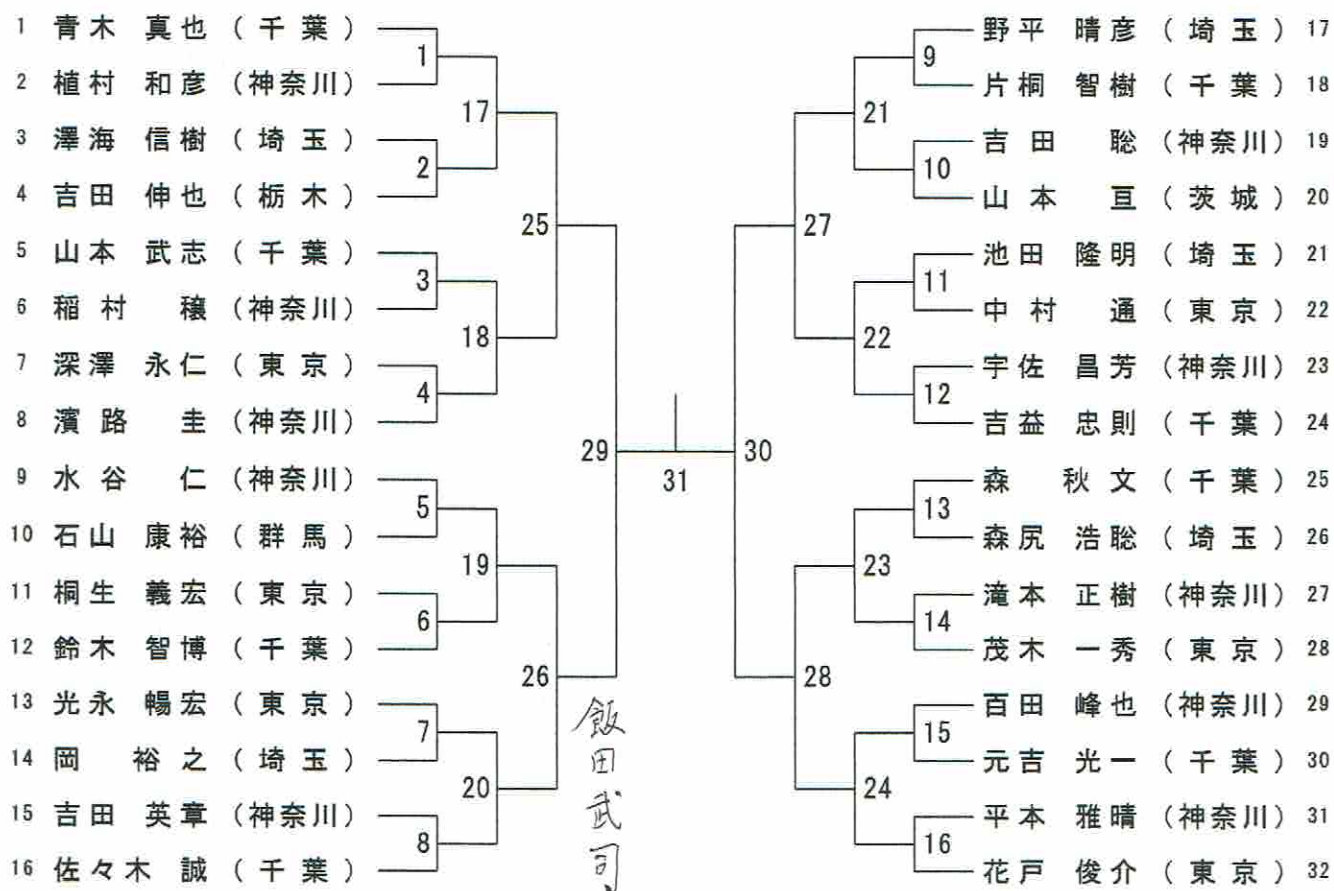 1 青木 真也 (千葉)
2 植村 和彦 (神奈川)
3 澤海 信樹 (埼玉)
4 吉田 伸也 (栃木)
5 山本 武志 (千葉)
6 稲村 穣 (神奈川)
7 深澤 永仁 (東京)
8 濱路 圭 (神奈川)
9 水谷 仁 (神奈川)
10 石山 康裕 (群馬)
11 桐生 義宏 (東京)
12 鈴木 智博 (千葉)
13 光永 暢宏 (東京)
14 岡 裕之 (埼玉)
15 吉田 英章 (神奈川)
16 佐々木 誠 (千葉)
1
2
3
4
5
6
7
8
17
18
19
20
25
26
29
31
30
27
28
21
22
23
24
9
10
11
12
13
14
15
16
飯田武司
野平 晴彦 (埼玉) 17
片桐 智樹 (千葉) 18
吉田 聡 (神奈川) 19
山本 亘 (茨城) 20
池田 隆明 (埼玉) 21
中村 通 (東京) 22
宇佐 昌芳 (神奈川) 23
吉益 忠則 (千葉) 24
森 秋文 (千葉) 25
森尻 浩聡 (埼玉) 26
滝本 正樹 (神奈川) 27
茂木 一秀 (東京) 28
百田 峰也 (神奈川) 29
元吉 光一 (千葉) 30
平本 雅晴 (神奈川) 31
花戸 俊介 (東京) 32